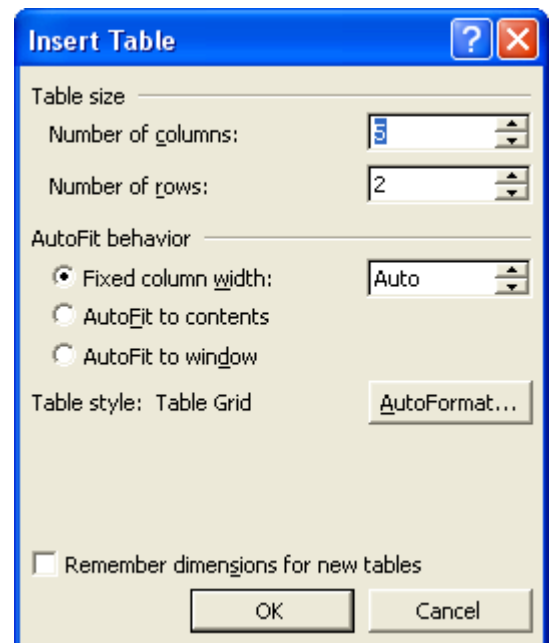 Insert Table ?
Table size
Number of columns: 5
Number of rows: 2
AutoFit behavior
Fixed column width: Auto
AutoFit to contents
AutoFit to window
Table style: Table Grid AutoFormat...
Remember dimensions for new tables
OK Cancel